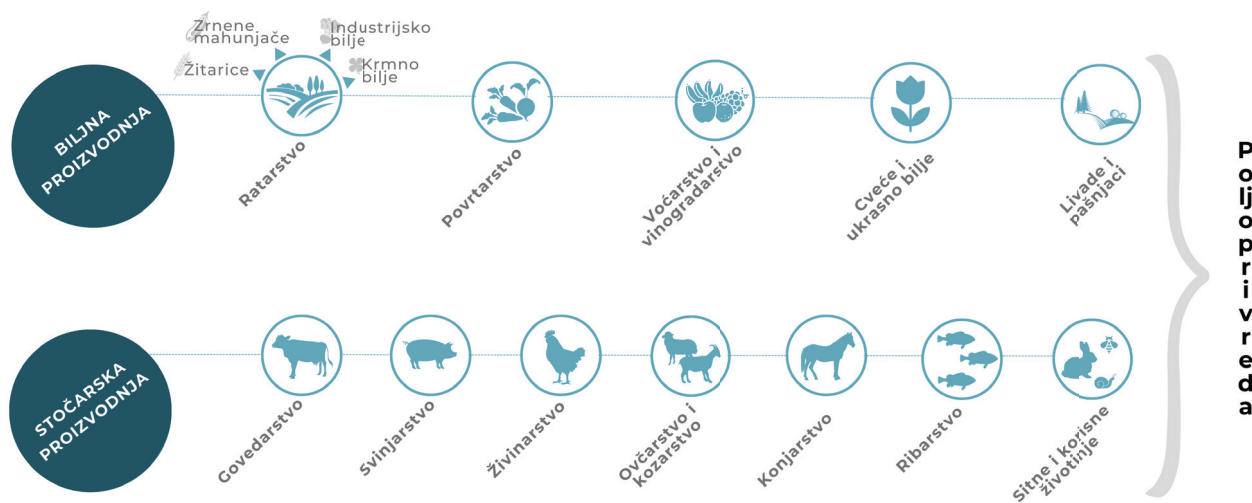 Zrnene
mahunjače
Industrijsko
bilje
Žitarice
Krmno
bilje
BILJNA
PROIZVODNJA
Ratarstvo
Povrtarstvo
Voćarstvo i
vinogradarstvo
Cveće i
ukrasno bilje
Livade i
pašnjaci
STOČARSKA
PROIZVODNJA
Govedarstvo
Svinjarstvo
Živinarstvo
Ovčarstvo i
kozarstvo
Konjarstvo
Ribarstvo
Sitne i korisne
životinje
Poljoprivreda